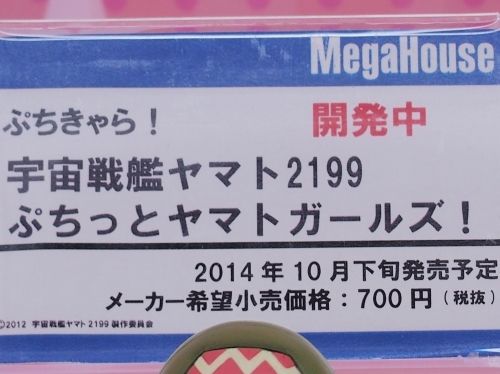 MegaHouse
ぷちきゃら！ 開発中
宇宙戦艦ヤマト2199
ぷちっとヤマトガールズ！
2014年10月下旬発売予定
メーカー希望小売価格：700円（税抜）
©2012 宇宙戦艦ヤマト2199製作委員会